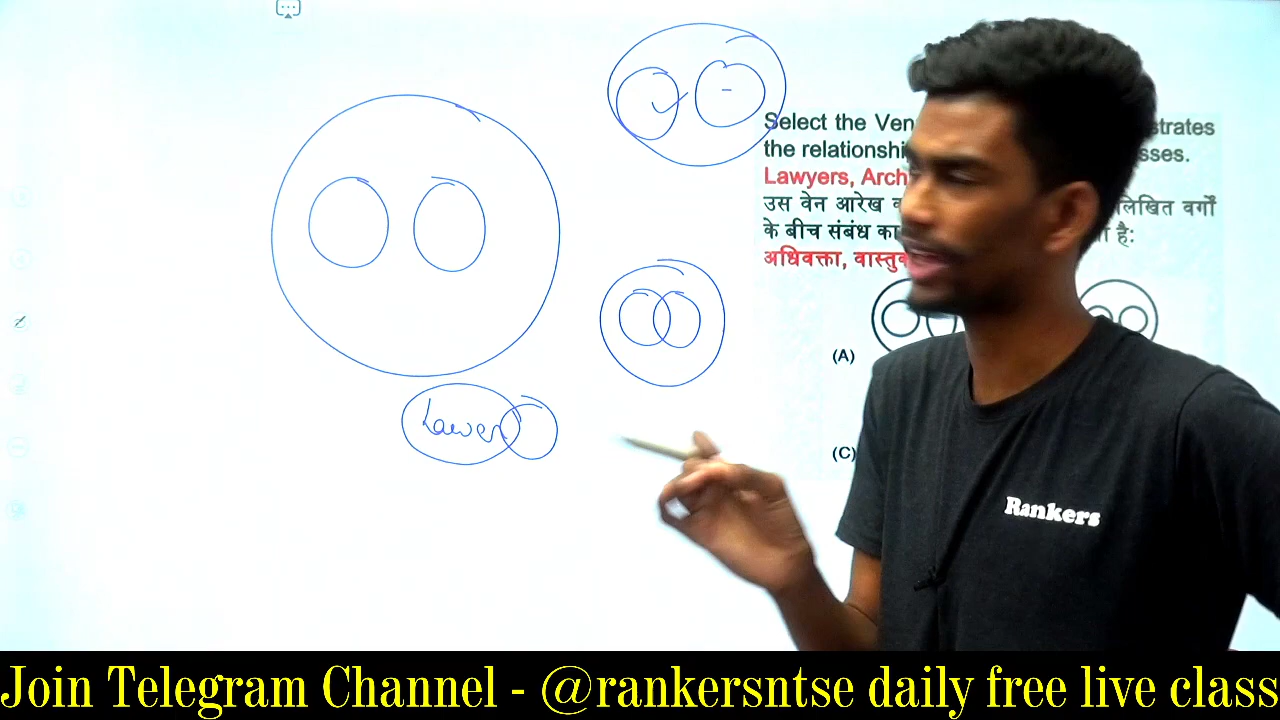 Select the Ven
strates
the relationshi
sses.
Lawyers, Arch
उस वेन आरेख
लिखित वर्गों
के बीच संबंध का
है:
अधिवक्ता, वास्तुक
(A)
(C)
Rankers
Join Telegram Channel - @rankersntse daily free live class